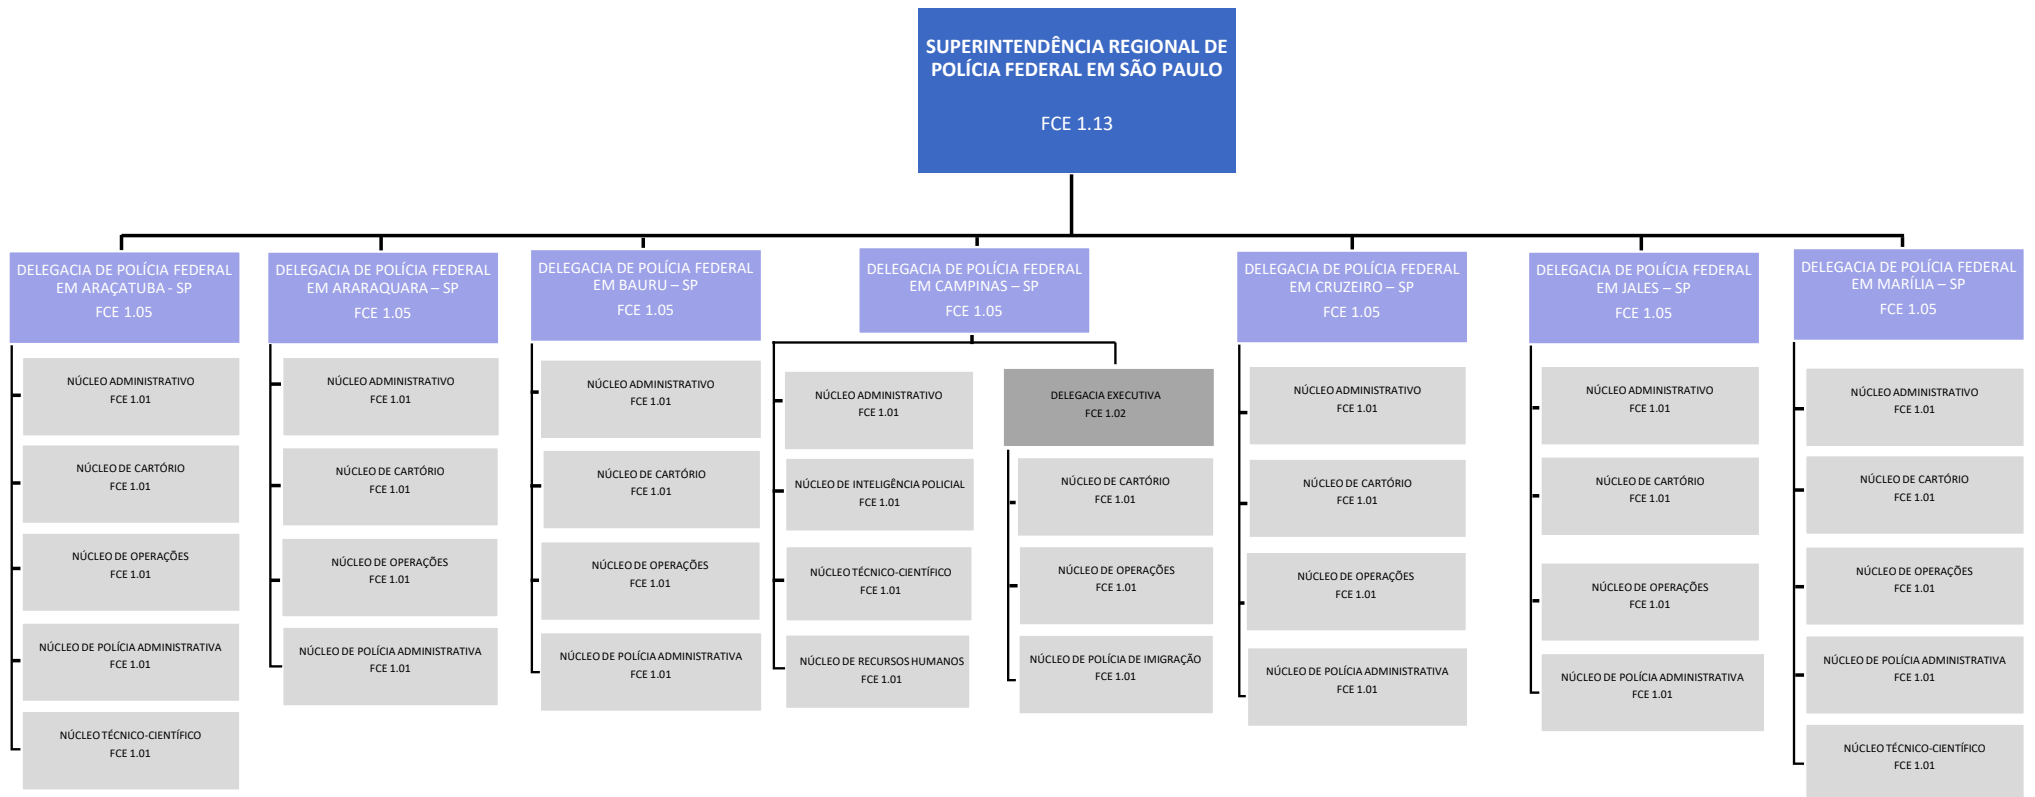 SUPERINTENDÊNCIA REGIONAL DE
POLÍCIA FEDERAL EM SÃO PAULO
FCE 1.13
DELEGACIA DE POLÍCIA FEDERAL
EM ARAÇATUBA - SP
FCE 1.05
NÚCLEO ADMINISTRATIVO
FCE 1.01
NÚCLEO DE CARTÓRIO
FCE 1.01
NÚCLEO DE OPERAÇÕES
FCE 1.01
NÚCLEO DE POLÍCIA ADMINISTRATIVA
FCE 1.01
NÚCLEO TÉCNICO-CIENTÍFICO
FCE 1.01
DELEGACIA DE POLÍCIA FEDERAL
EM ARARAQUARA – SP
FCE 1.05
NÚCLEO ADMINISTRATIVO
FCE 1.01
NÚCLEO DE CARTÓRIO
FCE 1.01
NÚCLEO DE OPERAÇÕES
FCE 1.01
NÚCLEO DE POLÍCIA ADMINISTRATIVA
FCE 1.01
DELEGACIA DE POLÍCIA FEDERAL
EM BAURU – SP
FCE 1.05
NÚCLEO ADMINISTRATIVO
FCE 1.01
NÚCLEO DE CARTÓRIO
FCE 1.01
NÚCLEO DE OPERAÇÕES
FCE 1.01
NÚCLEO DE POLÍCIA ADMINISTRATIVA
FCE 1.01
DELEGACIA DE POLÍCIA FEDERAL
EM CAMPINAS – SP
FCE 1.05
NÚCLEO ADMINISTRATIVO
FCE 1.01
NÚCLEO DE INTELIGÊNCIA POLICIAL
FCE 1.01
NÚCLEO TÉCNICO-CIENTÍFICO
FCE 1.01
NÚCLEO DE RECURSOS HUMANOS
FCE 1.01
DELEGACIA EXECUTIVA
FCE 1.02
NÚCLEO DE CARTÓRIO
FCE 1.01
NÚCLEO DE OPERAÇÕES
FCE 1.01
NÚCLEO DE POLÍCIA DE IMIGRAÇÃO
FCE 1.01
DELEGACIA DE POLÍCIA FEDERAL
EM CRUZEIRO – SP
FCE 1.05
NÚCLEO ADMINISTRATIVO
FCE 1.01
NÚCLEO DE CARTÓRIO
FCE 1.01
NÚCLEO DE OPERAÇÕES
FCE 1.01
NÚCLEO DE POLÍCIA ADMINISTRATIVA
FCE 1.01
DELEGACIA DE POLÍCIA FEDERAL
EM JALES – SP
FCE 1.05
NÚCLEO ADMINISTRATIVO
FCE 1.01
NÚCLEO DE CARTÓRIO
FCE 1.01
NÚCLEO DE OPERAÇÕES
FCE 1.01
NÚCLEO DE POLÍCIA ADMINISTRATIVA
FCE 1.01
DELEGACIA DE POLÍCIA FEDERAL
EM MARÍLIA – SP
FCE 1.05
NÚCLEO ADMINISTRATIVO
FCE 1.01
NÚCLEO DE CARTÓRIO
FCE 1.01
NÚCLEO DE OPERAÇÕES
FCE 1.01
NÚCLEO DE POLÍCIA ADMINISTRATIVA
FCE 1.01
NÚCLEO TÉCNICO-CIENTÍFICO
FCE 1.01